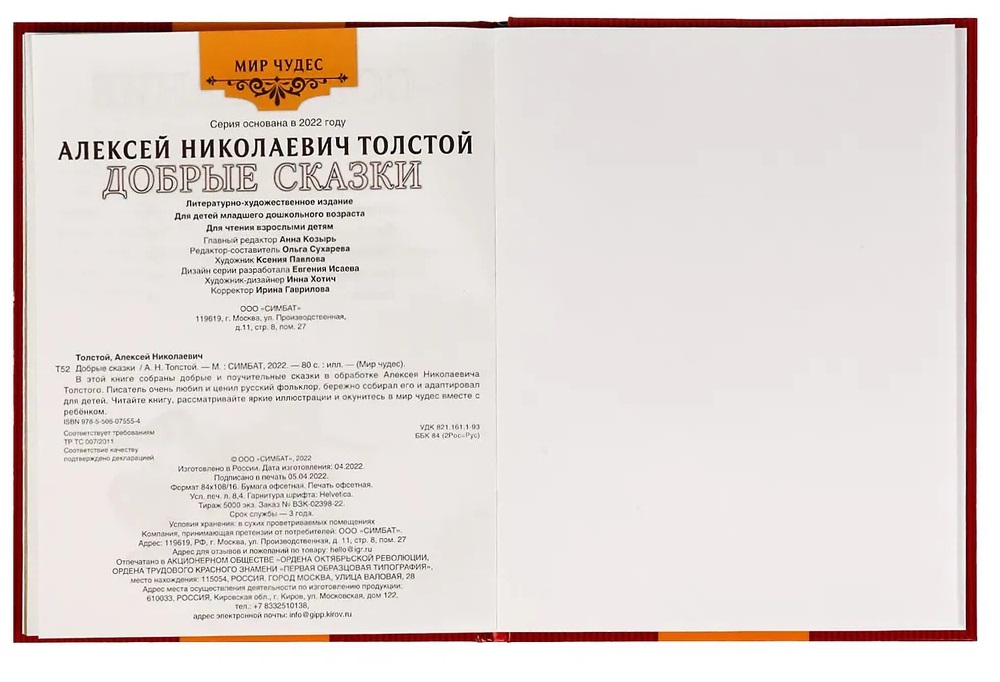 МИР ЧУДЕС
Серия основана в 2022 году
АЛЕКСЕЙ НИКОЛАЕВИЧ ТОЛСТОЙ
ДОБРЫЕ СКАЗКИ
Литературно-художественное издание
Для детей младшего дошкольного возраста
Для чтения взрослыми детям
Главный редактор Анна Козырь
Редактор-составитель Ольга Сухарева
Художник Ксения Павлова
Дизайн серии разработала Евгения Исаева
Художник-дизайнер Инна Хотич
Корректор Ирина Гаврилова
ООО «СИМБАТ»
119619, г. Москва, ул. Производственная,
д.11, стр. 8, пом. 27
Толстой, Алексей Николаевич
Т52 Добрые сказки / А. Н. Толстой. — М. : СИМБАТ, 2022. — 80 с. : илл. — (Мир чудес).
В этой книге собраны добрые и поучительные сказки в обработке Алексея Николаевича
Толстого. Писатель очень любил и ценил русский фольклор, бережно собирал его и адаптировал
для детей. Читайте книгу, рассматривайте яркие иллюстрации и окунитесь в мир чудес вместе с
ребёнком.
ISBN 978-5-506-07555-4
УДК 821.161.1-93
ББК 84 (2Рос=Рус)
Соответствует требованиям
ТР ТС 007/2011
Соответствие качеству
подтверждено декларацией
© ООО «СИМБАТ», 2022
Изготовлено в России. Дата изготовления: 04.2022.
Подписано в печать 05.04.2022.
Формат 84х108/16. Бумага офсетная. Печать офсетная.
Усл. печ. л. 8,4. Гарнитура шрифта: Helvetica.
Тираж 5000 экз. Заказ № ВЗК-02398-22.
Срок службы — 3 года.
Условия хранения: в сухих проветриваемых помещениях
Компания, принимающая претензии от потребителей: ООО «СИМБАТ».
Адрес: 119619, РФ, г. Москва, ул. Производственная, д. 11, стр. 8, пом. 27
Адрес для отзывов и пожеланий по товару: hello@igr.ru
Отпечатано в АКЦИОНЕРНОМ ОБЩЕСТВЕ «ОРДЕНА ОКТЯБРЬСКОЙ РЕВОЛЮЦИИ,
ОРДЕНА ТРУДОВОГО КРАСНОГО ЗНАМЕНИ «ПЕРВАЯ ОБРАЗЦОВАЯ ТИПОГРАФИЯ»,
место нахождения: 115054, РОССИЯ, ГОРОД МОСКВА, УЛИЦА ВАЛОВАЯ, 28
Адрес места осуществления деятельности по изготовлению продукции:
610033, РОССИЯ, Кировская обл., г. Киров, ул. Московская, дом 122,
тел.: +7 8332510138,
адрес электронной почты: info@gipp.kirov.ru